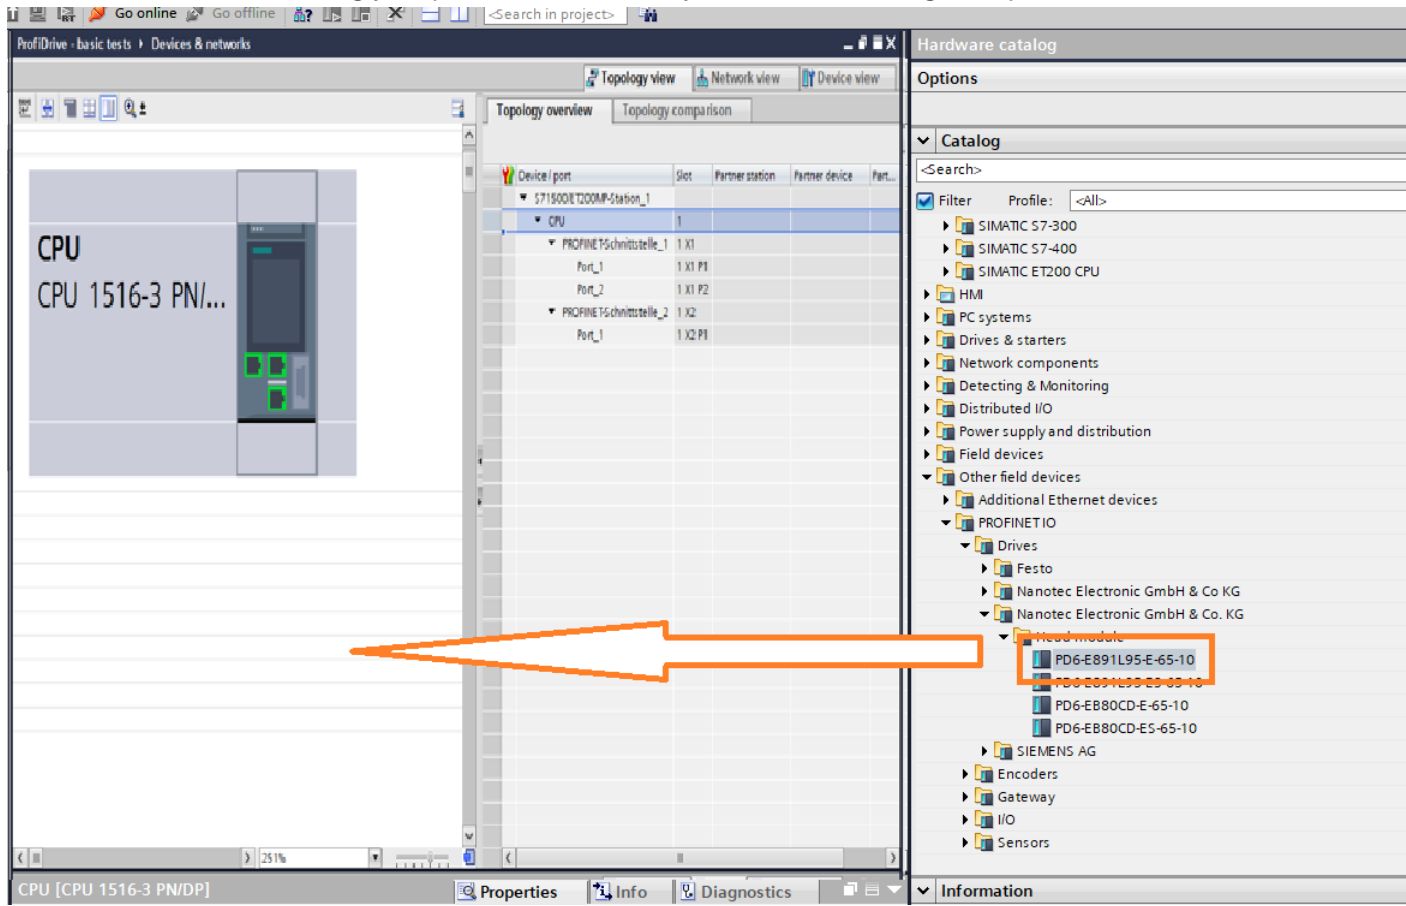 Go online Go offline <Search in project>
ProfiDrive - basic tests ▸ Devices & networks
Topology view Network view Device view
Topology overview Topology comparison
Device / port Slot Partner station Partner device Part...
S71500/ET200MP-Station_1
CPU 1
PROFINET-Schnittstelle_1 1 X1
Port_1 1 X1 P1
Port_2 1 X1 P2
PROFINET-Schnittstelle_2 1 X2
Port_1 1 X2 P1
CPU
CPU 1516-3 PN/...
251%
CPU [CPU 1516-3 PN/DP]
Properties Info Diagnostics
Hardware catalog
Options
Catalog
<Search>
Filter Profile: <All>
SIMATIC S7-300
SIMATIC S7-400
SIMATIC ET200 CPU
HMI
PC systems
Drives & starters
Network components
Detecting & Monitoring
Distributed I/O
Power supply and distribution
Field devices
Other field devices
Additional Ethernet devices
PROFINET IO
Drives
Festo
Nanotec Electronic GmbH & Co KG
Nanotec Electronic GmbH & Co. KG
Head module
PD6-E891L95-E-65-10
PD6-E891L95-ES-65-10
PD6-EB80CD-E-65-10
PD6-EB80CD-ES-65-10
SIEMENS AG
Encoders
Gateway
I/O
Sensors
Information